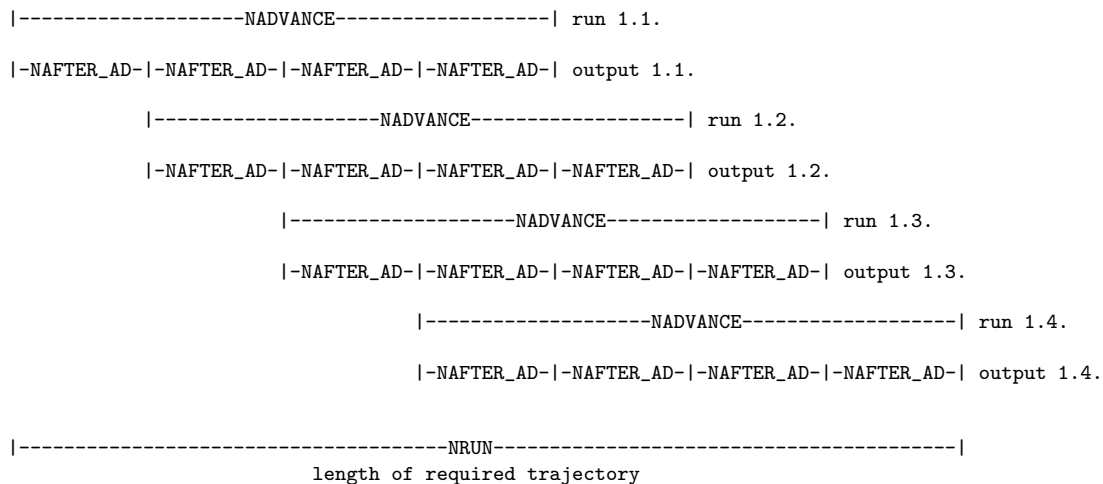 |--------------------NADVANCE-------------------| run 1.1.
|-NAFTER_AD-|-NAFTER_AD-|-NAFTER_AD-|-NAFTER_AD-| output 1.1.
|--------------------NADVANCE-------------------| run 1.2.
|-NAFTER_AD-|-NAFTER_AD-|-NAFTER_AD-|-NAFTER_AD-| output 1.2.
|--------------------NADVANCE-------------------| run 1.3.
|-NAFTER_AD-|-NAFTER_AD-|-NAFTER_AD-|-NAFTER_AD-| output 1.3.
|--------------------NADVANCE-------------------| run 1.4.
|-NAFTER_AD-|-NAFTER_AD-|-NAFTER_AD-|-NAFTER_AD-| output 1.4.
|--------------------------------------NRUN-----------------------------------------|
length of required trajectory